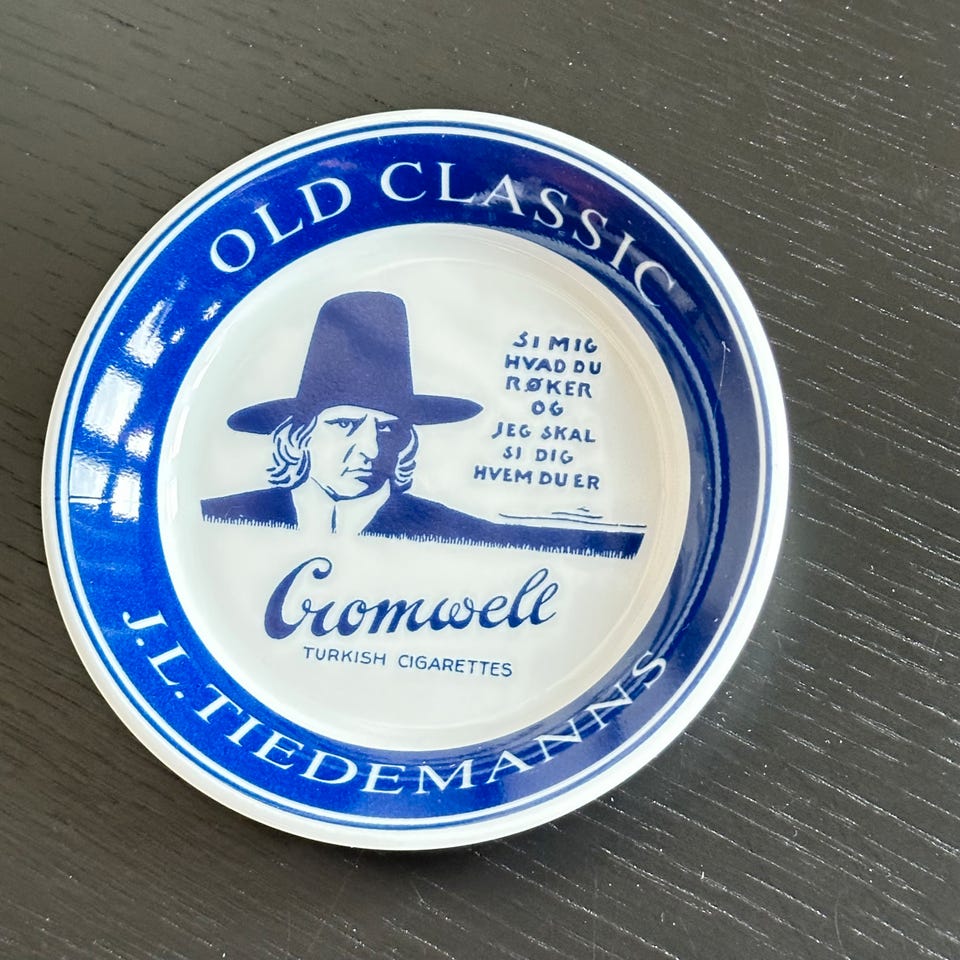 OLD CLASSIC
SI MIG
HVAD DU
RØKER
OG
JEG SKAL
SI DIG
HVEM DU ER
Cromwell
TURKISH CIGARETTES
J.L. TIEDEMANNS